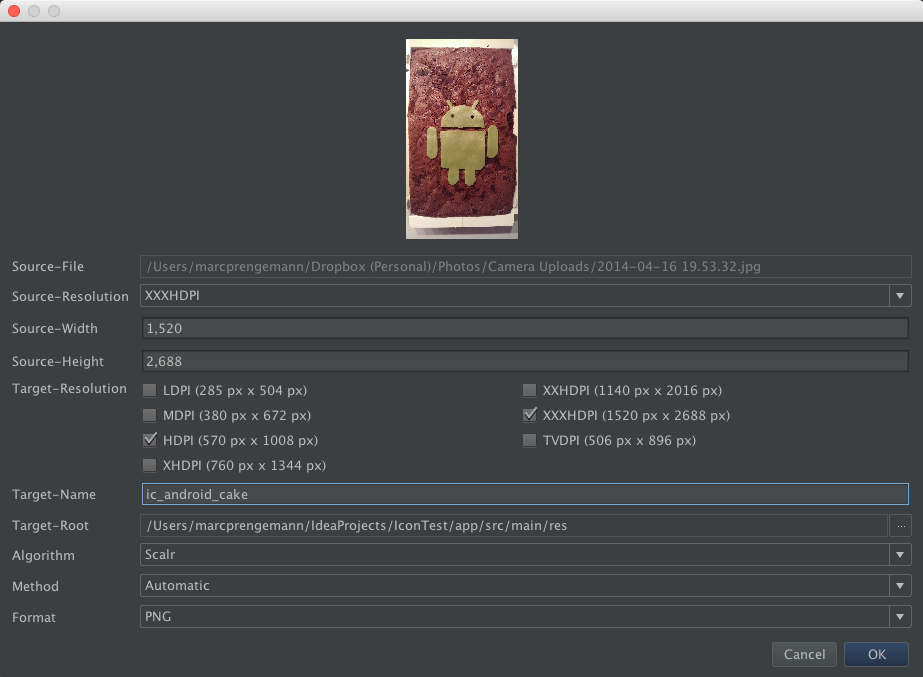 Source-File
/Users/marcprengemann/Dropbox (Personal)/Photos/Camera Uploads/2014-04-16 19.53.32.jpg
Source-Resolution
XXXHDPI
Source-Width
1,520
Source-Height
2,688
Target-Resolution
LDPI (285 px x 504 px)
XXHDPI (1140 px x 2016 px)
MDPI (380 px x 672 px)
XXXHDPI (1520 px x 2688 px)
HDPI (570 px x 1008 px)
TVDPI (506 px x 896 px)
XHDPI (760 px x 1344 px)
Target-Name
ic_android_cake
Target-Root
/Users/marcprengemann/IdeaProjects/IconTest/app/src/main/res
...
Algorithm
Scalr
Method
Automatic
Format
PNG
Cancel
OK